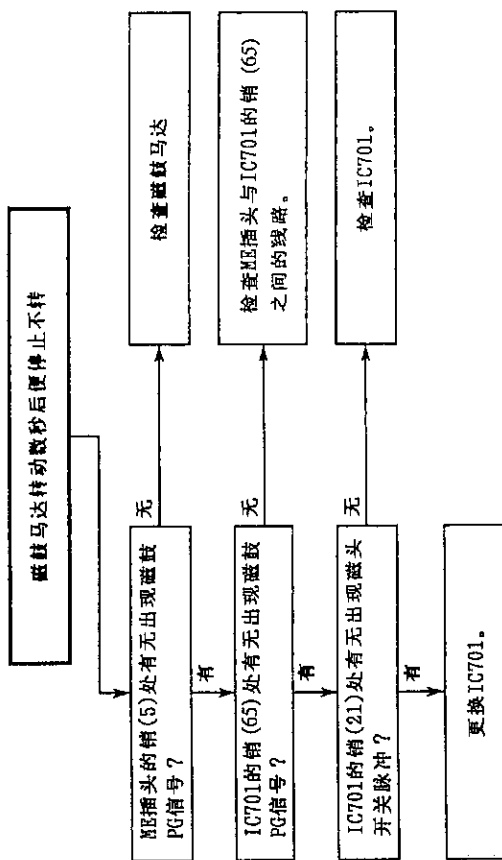 磁鼓马达转动数秒后便停止不转
ME插头的销(5)处有无出现磁鼓
PG信号？
无
检查磁鼓马达
有
IC701的销(65)处有无出现磁鼓
PG信号？
无
检查ME插头与IC701的销(65)
之间的线路。
有
IC701的销(21)处有无出现磁头
开关脉冲？
无
检查IC701。
有
更换IC701。